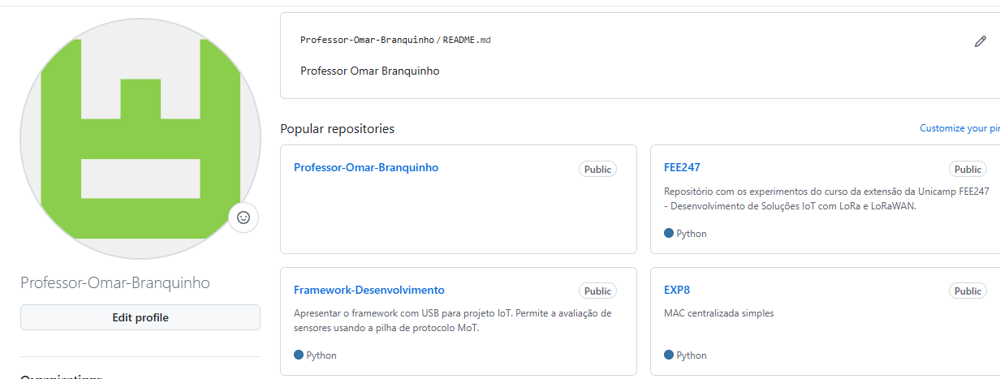 Professor-Omar-Branquinho/README.md
Professor Omar Branquinho
Popular repositories
Customize your
Professor-Omar-Branquinho
Public
FEE247
Public
Repositório com os experimentos do curso da extensão da Unicamp FEE247
- Desenvolvimento de Soluções IoT com LoRa e LoRaWAN.
Python
Professor-Omar-Branquinho
Edit profile
Framework-Desenvolvimento
Public
Apresentar o framework com USB para projeto IoT. Permite a avaliação de
sensores usando a pilha de protocolo MoT.
Python
EXP8
Public
MAC centralizada simples
Python